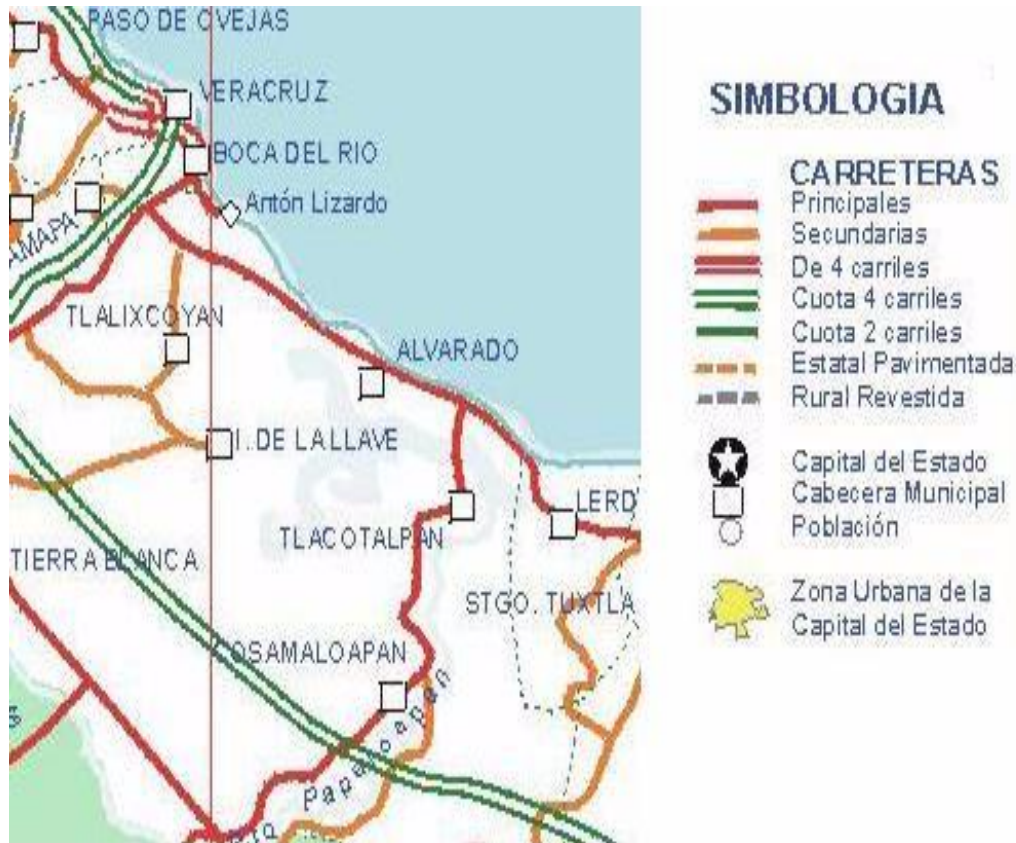 PASO DE OVEJAS
VERACRUZ
BOCA DEL RIO
Antón Lizardo
AMAPA
TLALIXCOYAN
ALVARADO
I. DE LA LLAVE
TLACOTALPAN
LERD
TIERRA BLANCA
STGO. TUXTLA
COSAMALOAPAN
Papaloapan
SIMBOLOGIA
CARRETERAS
Principales
Secundarias
De 4 carriles
Cuota 4 carriles
Cuota 2 carriles
Estatal Pavimentada
Rural Revestida
Capital del Estado
Cabecera Municipal
Población
Zona Urbana de la
Capital del Estado